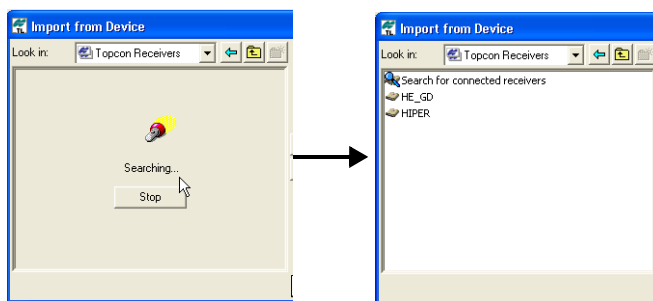 Import from Device
Look in: Topcon Receivers
Searching...
Stop
Import from Device
Look in: Topcon Receivers
Search for connected receivers
HE_GD
HIPER